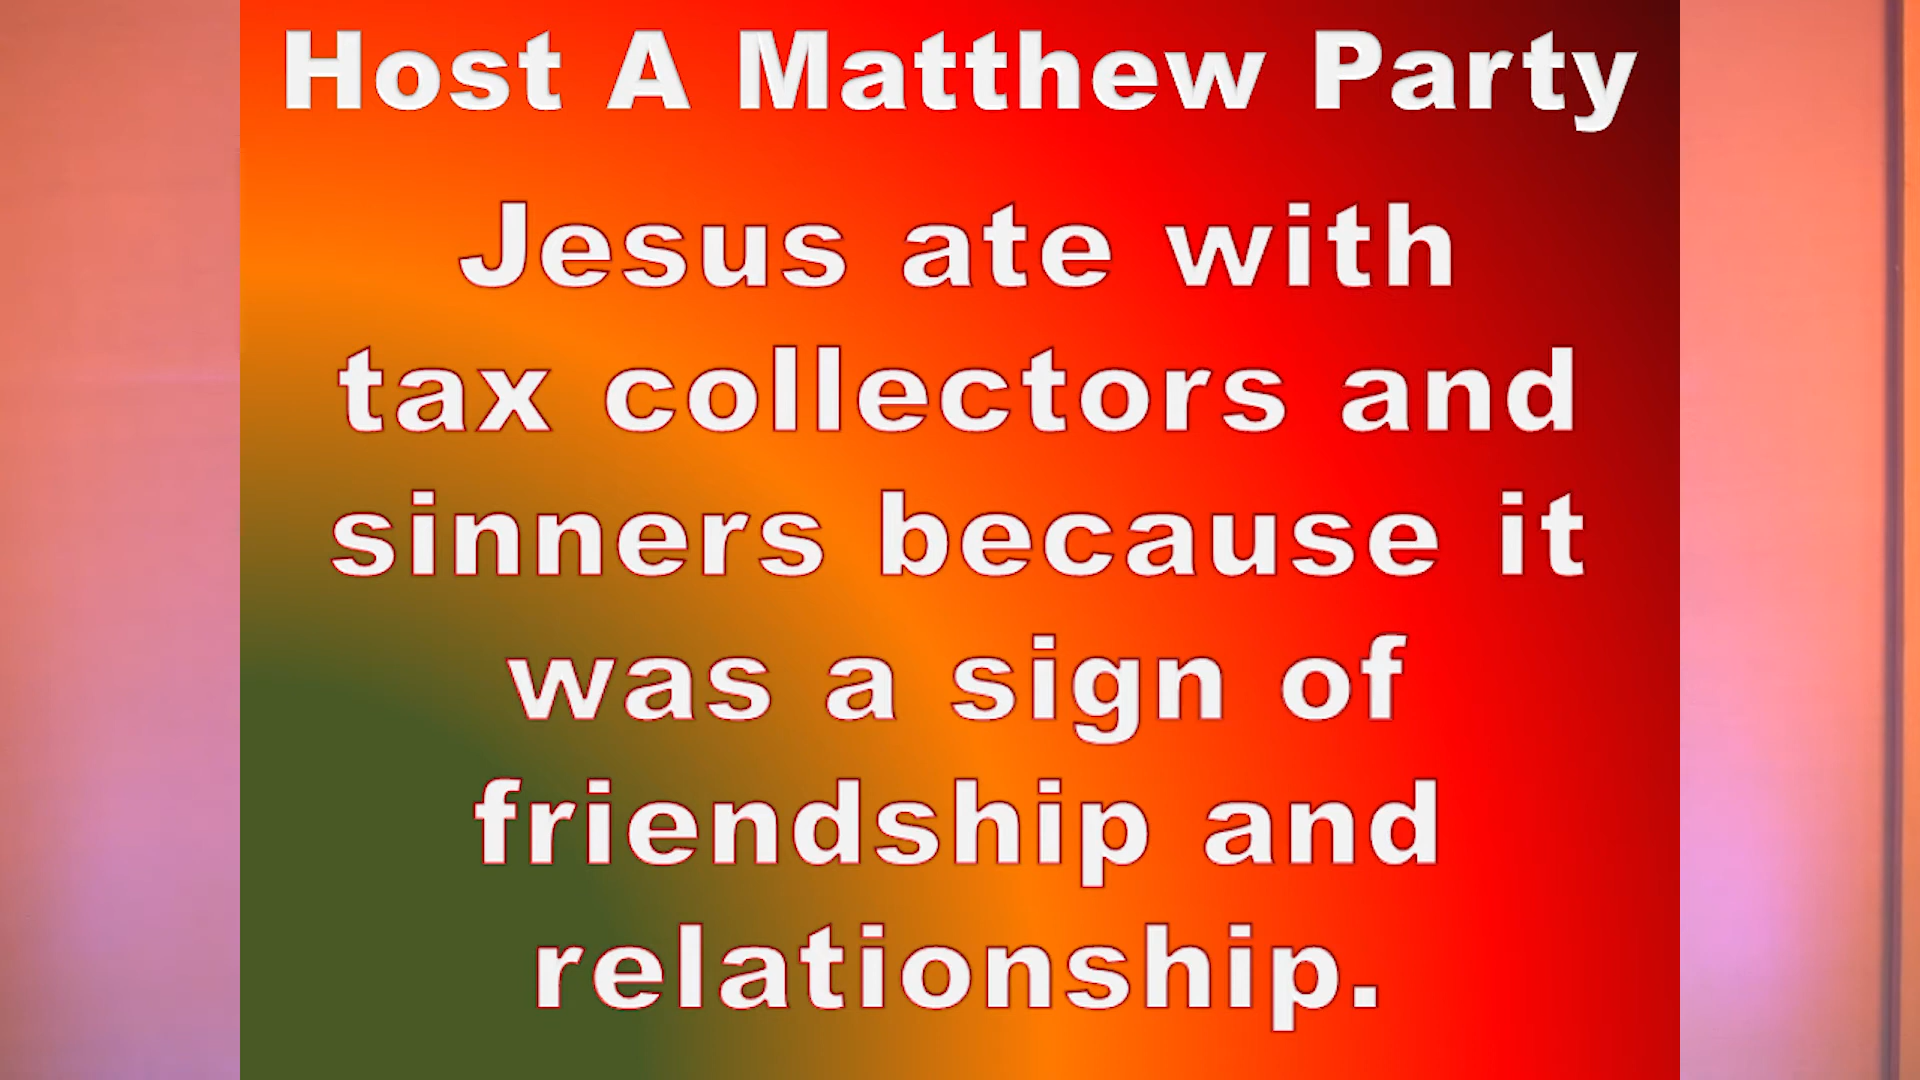 Host A Matthew Party
Jesus ate with
tax collectors and
sinners because it
was a sign of
friendship and
relationship.